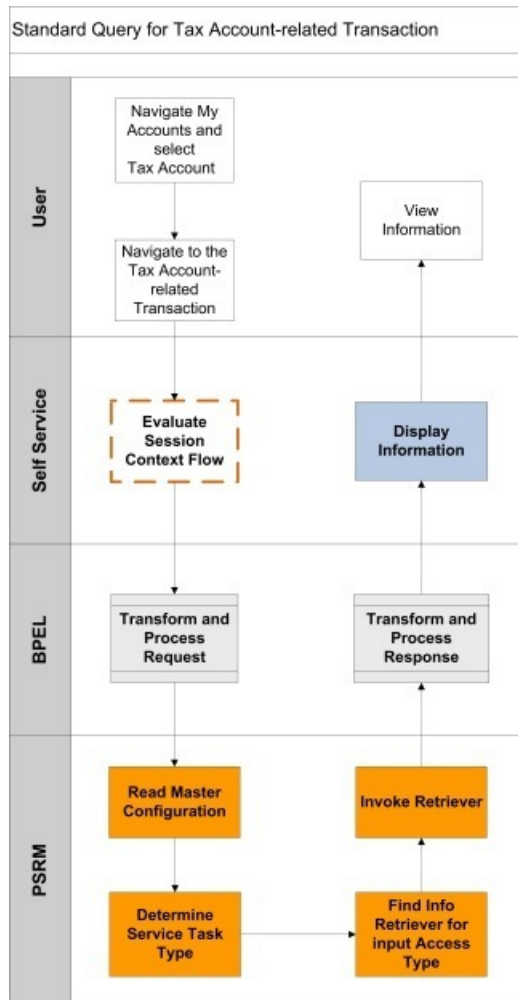 Standard Query for Tax Account-related Transaction
User
Navigate My
Accounts and
select
Tax Account
Navigate to the
Tax Account-
related
Transaction
View
Information
Self Service
Evaluate
Session
Context Flow
Display
Information
BPEL
Transform and
Process
Request
Transform and
Process
Response
PSRM
Read Master
Configuration
Invoke Retriever
Determine
Service Task
Type
Find Info
Retriever for
input Access
Type